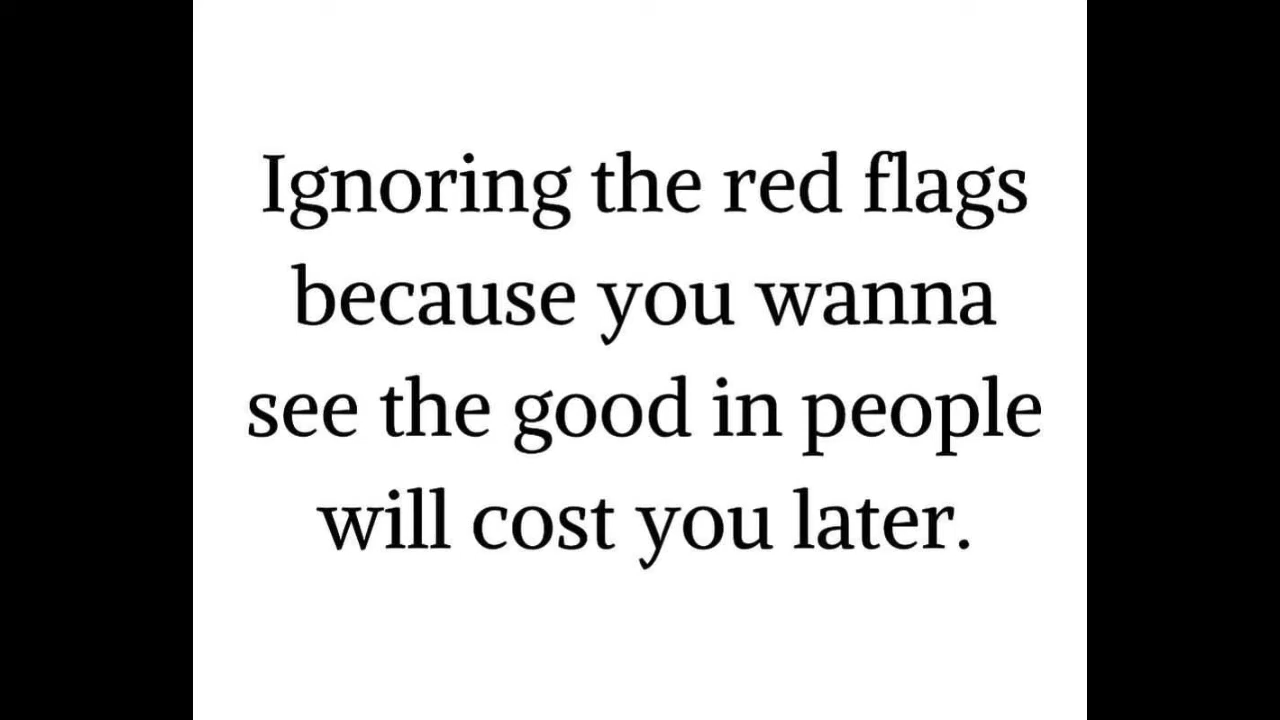 Ignoring the red flags
because you wanna
see the good in people
will cost you later.